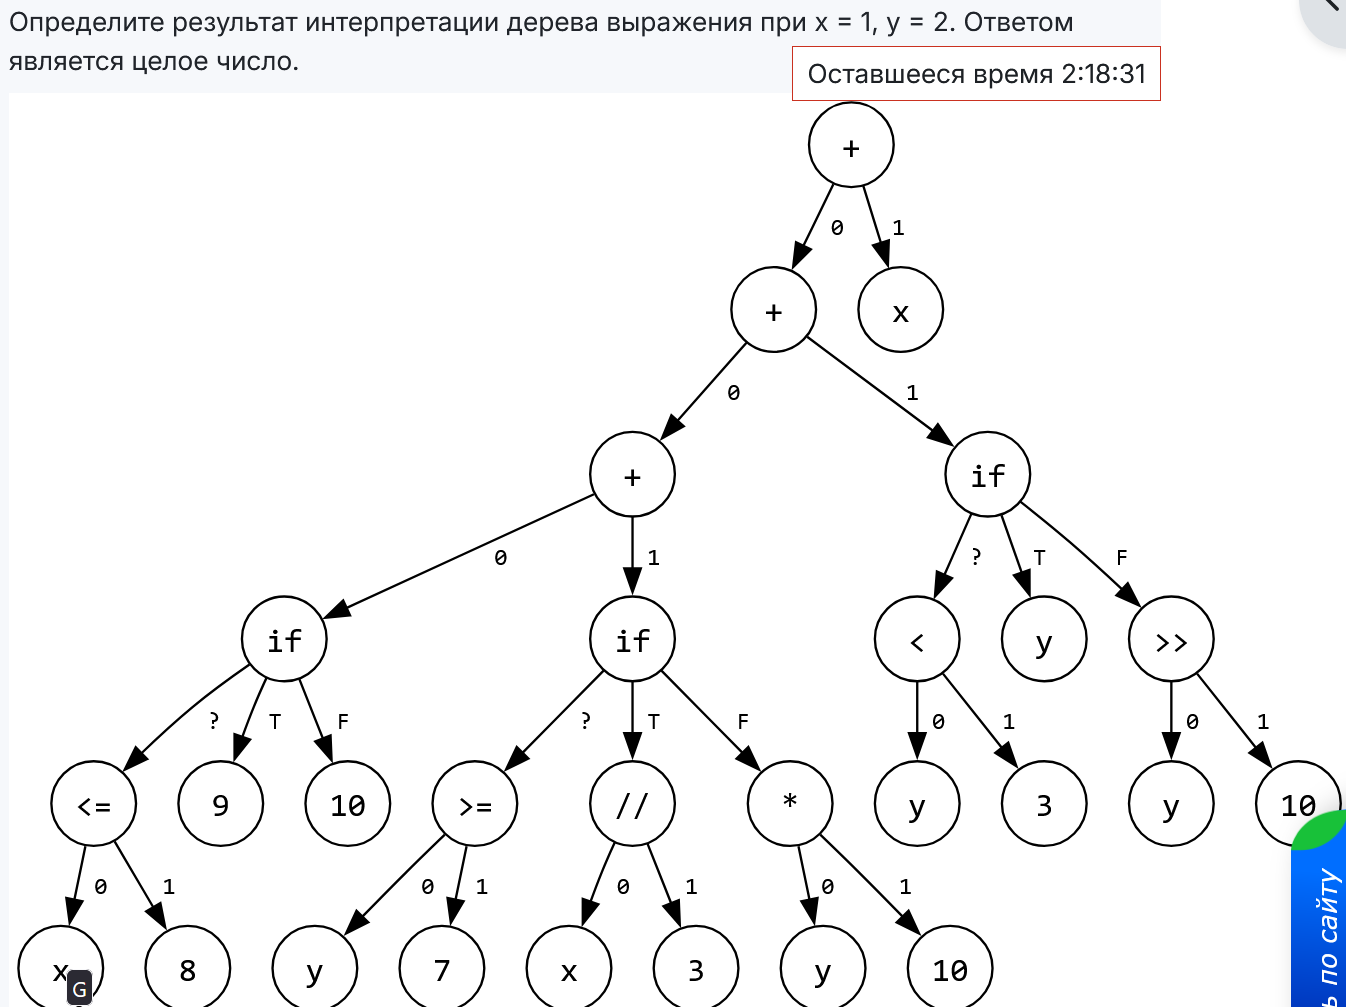 Определите результат интерпретации дерева выражения при x = 1, y = 2. Ответом
является целое число.
Оставшееся время 2:18:31
+
0 1
+ x
0 1
+ if
0 1 ? T F
if if < y >>
? T F ? T F 0 1 0 1
<= 9 10 >= // * y 3 y 10
0 1 0 1 0 1 0 1
x 8 y 7 x 3 y 10
G
ь по сайту